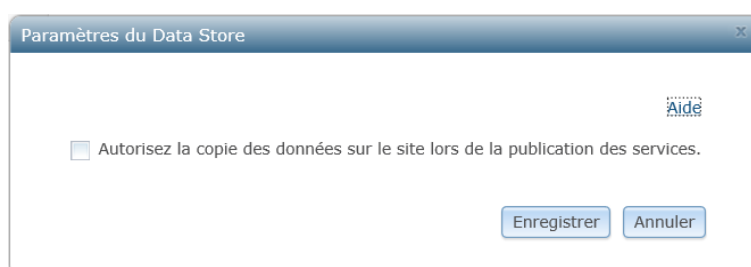 Paramètres du Data Store
x
Aide
Autorisez la copie des données sur le site lors de la publication des services.
Enregistrer Annuler